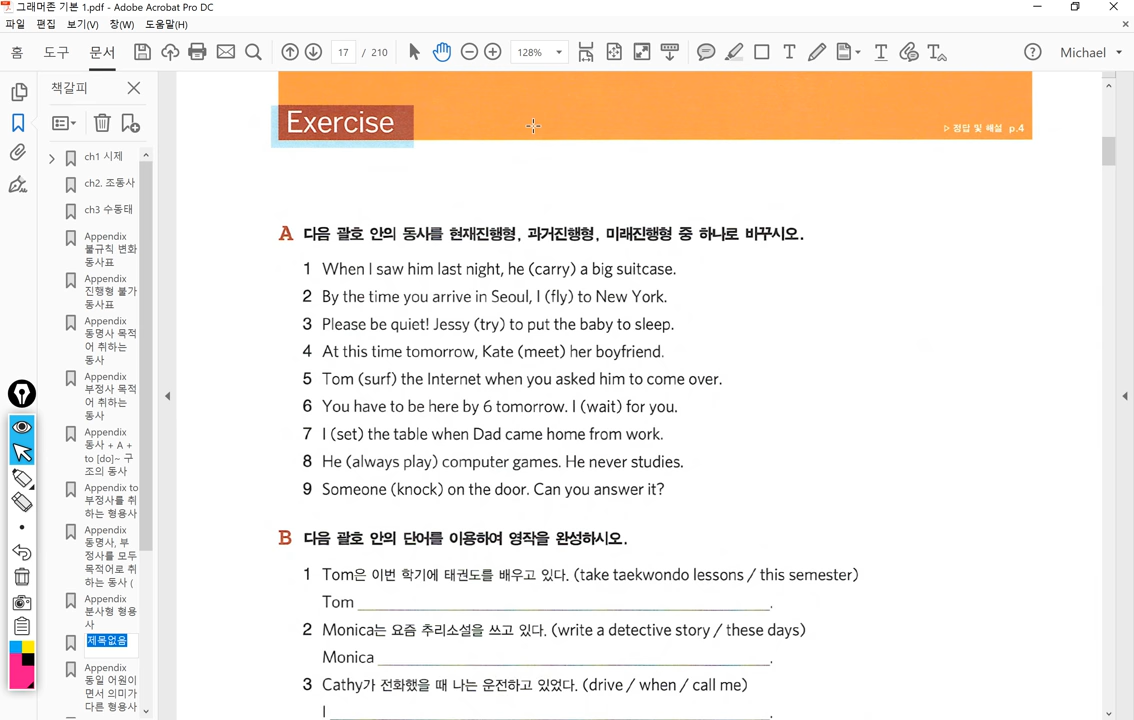 그래머존 기본 1.pdf - Adobe Acrobat Pro DC
파일 편집 보기(V) 창(W) 도움말(H)
홈 도구 문서 17 / 210 128% Michael
책갈피
ch1 시제
ch2. 조동사
ch3 수동태
Appendix
불규칙 변화
동사표
Appendix
진행형 불가
동사표
Appendix
동명사 목적
어 취하는
동사
Appendix
부정사 목적
어 취하는
동사
Appendix
동사 + A +
to [do]~ 구
조의 동사
Appendix to
부정사를 취
하는 형용사
Appendix
동명사, 부
정사를 모두
목적어로 취
하는 동사 (
Appendix
분사형 형용
사
제목없음
Appendix
동일 어원이
면서 의미가
다른 형용사
Exercise
▷ 정답 및 해설 p.4
A 다음 괄호 안의 동사를 현재진행형, 과거진행형, 미래진행형 중 하나로 바꾸시오.
1 When I saw him last night, he (carry) a big suitcase.
2 By the time you arrive in Seoul, I (fly) to New York.
3 Please be quiet! Jessy (try) to put the baby to sleep.
4 At this time tomorrow, Kate (meet) her boyfriend.
5 Tom (surf) the Internet when you asked him to come over.
6 You have to be here by 6 tomorrow. I (wait) for you.
7 I (set) the table when Dad came home from work.
8 He (always play) computer games. He never studies.
9 Someone (knock) on the door. Can you answer it?
B 다음 괄호 안의 단어를 이용하여 영작을 완성하시오.
1 Tom은 이번 학기에 태권도를 배우고 있다. (take taekwondo lessons / this semester)
Tom .
2 Monica는 요즘 추리소설을 쓰고 있다. (write a detective story / these days)
Monica .
3 Cathy가 전화했을 때 나는 운전하고 있었다. (drive / when / call me)
I .